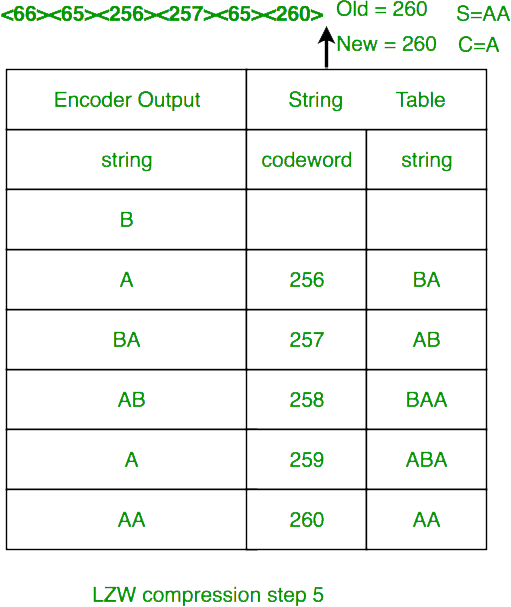 <66><65><256><257><65><260> Old = 260 S=AA
New = 260 C=A
Encoder Output String Table
string codeword string
B
A 256 BA
BA 257 AB
AB 258 BAA
A 259 ABA
AA 260 AA
LZW compression step 5